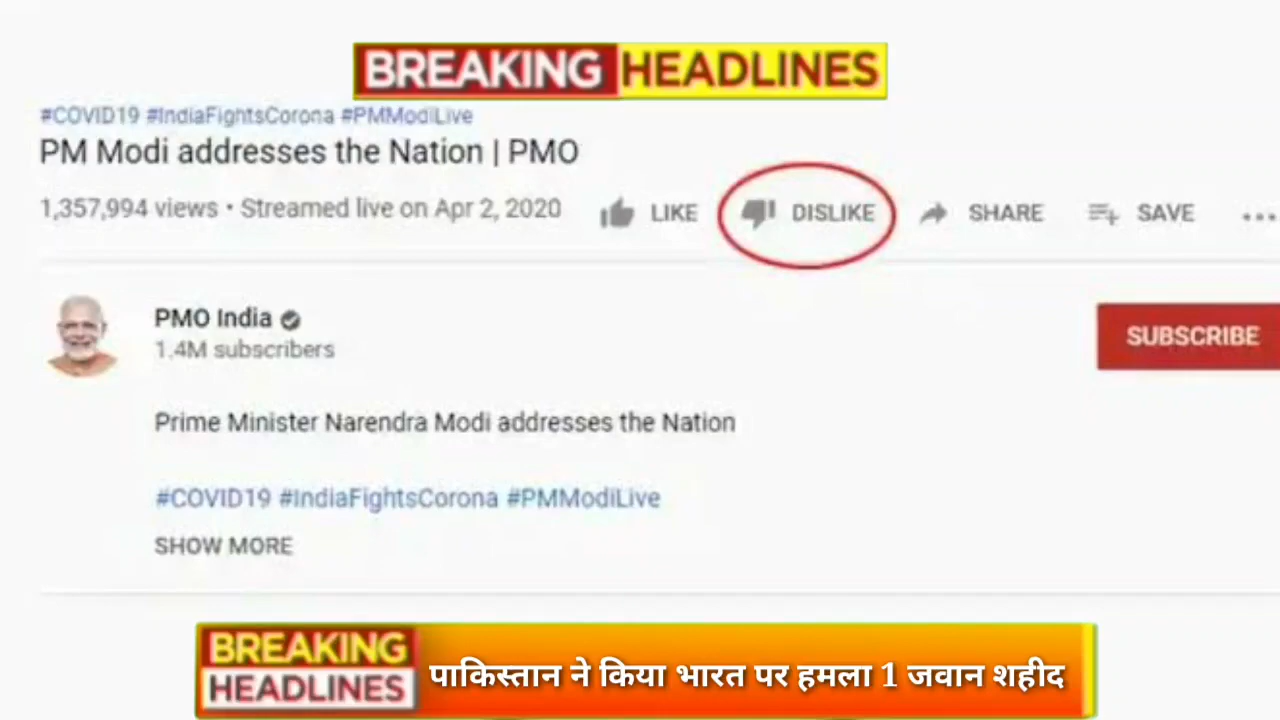 BREAKING HEADLINES
#COVID19 #IndiaFightsCorona #PMModiLive
PM Modi addresses the Nation | PMO
1,357,994 views • Streamed live on Apr 2, 2020
LIKE DISLIKE SHARE SAVE ...
PMO India
1.4M subscribers
SUBSCRIBE
Prime Minister Narendra Modi addresses the Nation
#COVID19 #IndiaFightsCorona #PMModiLive
SHOW MORE
BREAKING
HEADLINES
पाकिस्तान ने किया भारत पर हमला 1 जवान शहीद